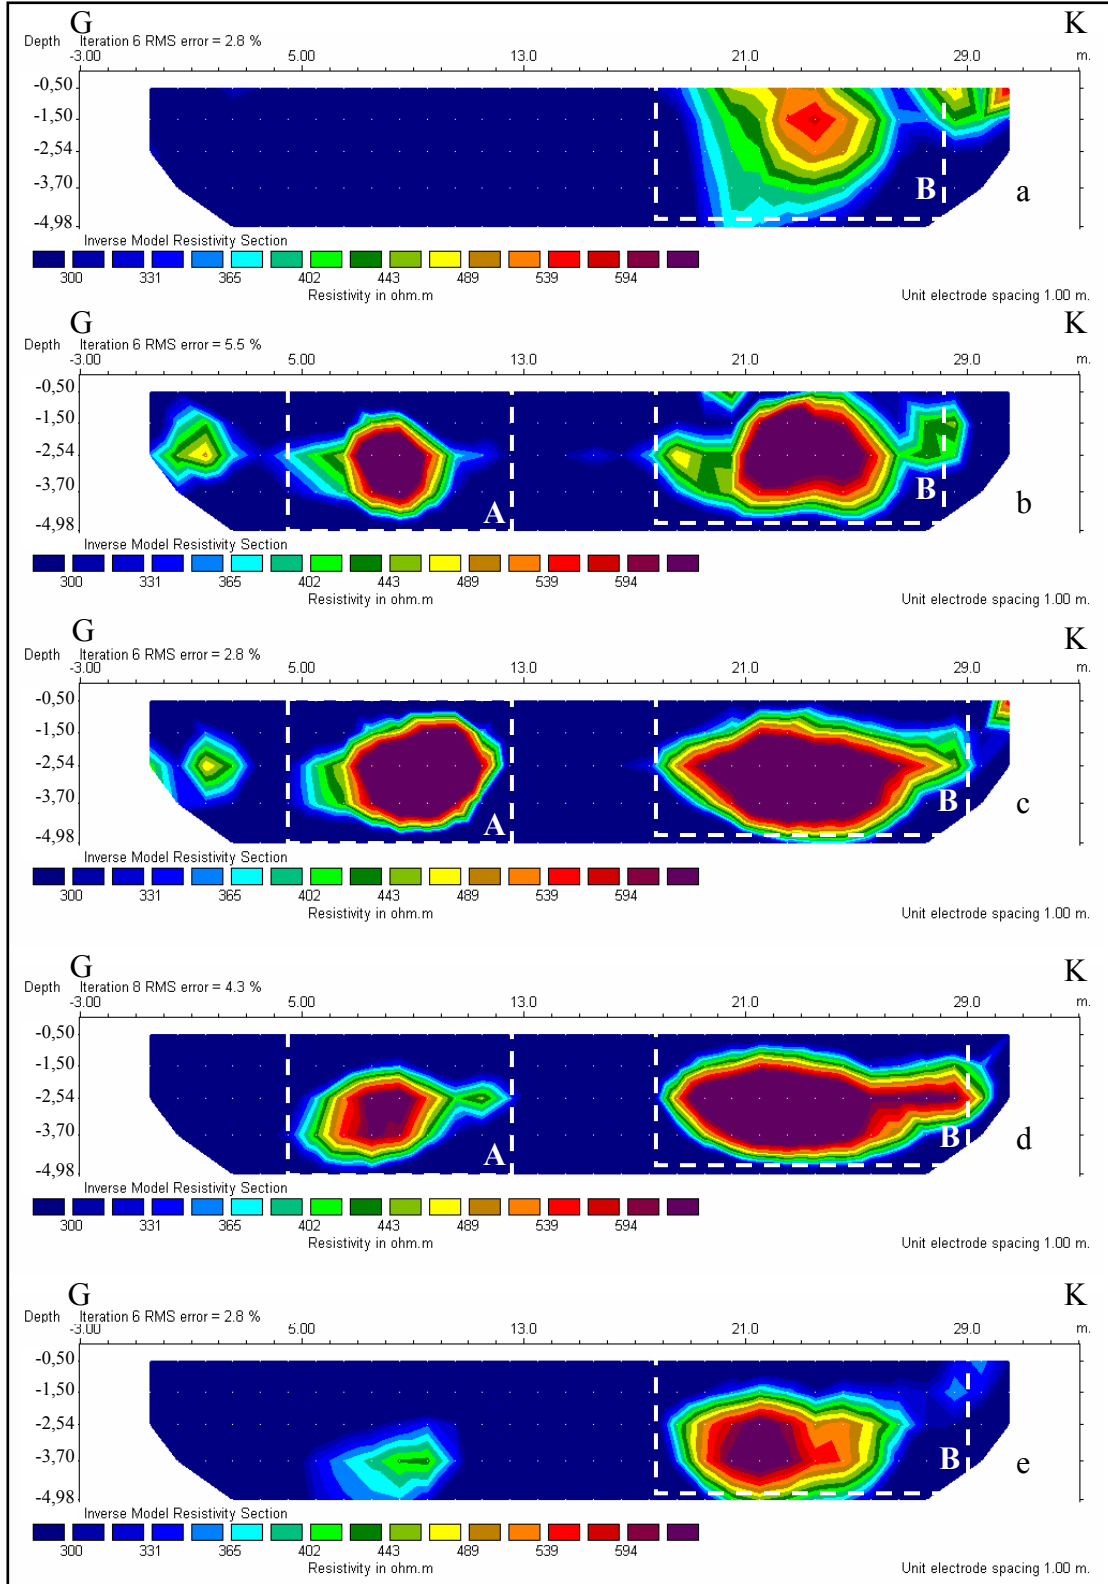 G K
Depth Iteration 6 RMS error = 2.8 %
-3.00 5.00 13.0 21.0 29.0 m.
-0,50
-1,50
-2,54
-3,70
-4,98
B
a
Inverse Model Resistivity Section
300 331 365 402 443 489 539 594
Resistivity in ohm.m
Unit electrode spacing 1.00 m.
G K
Depth Iteration 6 RMS error = 5.5 %
-3.00 5.00 13.0 21.0 29.0 m.
-0,50
-1,50
-2,54
-3,70
-4,98
A
B
b
Inverse Model Resistivity Section
300 331 365 402 443 489 539 594
Resistivity in ohm.m
Unit electrode spacing 1.00 m.
G K
Depth Iteration 6 RMS error = 2.8 %
-3.00 5.00 13.0 21.0 29.0 m.
-0,50
-1,50
-2,54
-3,70
-4,98
A
B
c
Inverse Model Resistivity Section
300 331 365 402 443 489 539 594
Resistivity in ohm.m
Unit electrode spacing 1.00 m.
G K
Depth Iteration 8 RMS error = 4.3 %
-3.00 5.00 13.0 21.0 29.0 m.
-0,50
-1,50
-2,54
-3,70
-4,98
A
B
d
Inverse Model Resistivity Section
300 331 365 402 443 489 539 594
Resistivity in ohm.m
Unit electrode spacing 1.00 m.
G K
Depth Iteration 6 RMS error = 2.8 %
-3.00 5.00 13.0 21.0 29.0 m.
-0,50
-1,50
-2,54
-3,70
-4,98
B
e
Inverse Model Resistivity Section
300 331 365 402 443 489 539 594
Resistivity in ohm.m
Unit electrode spacing 1.00 m.